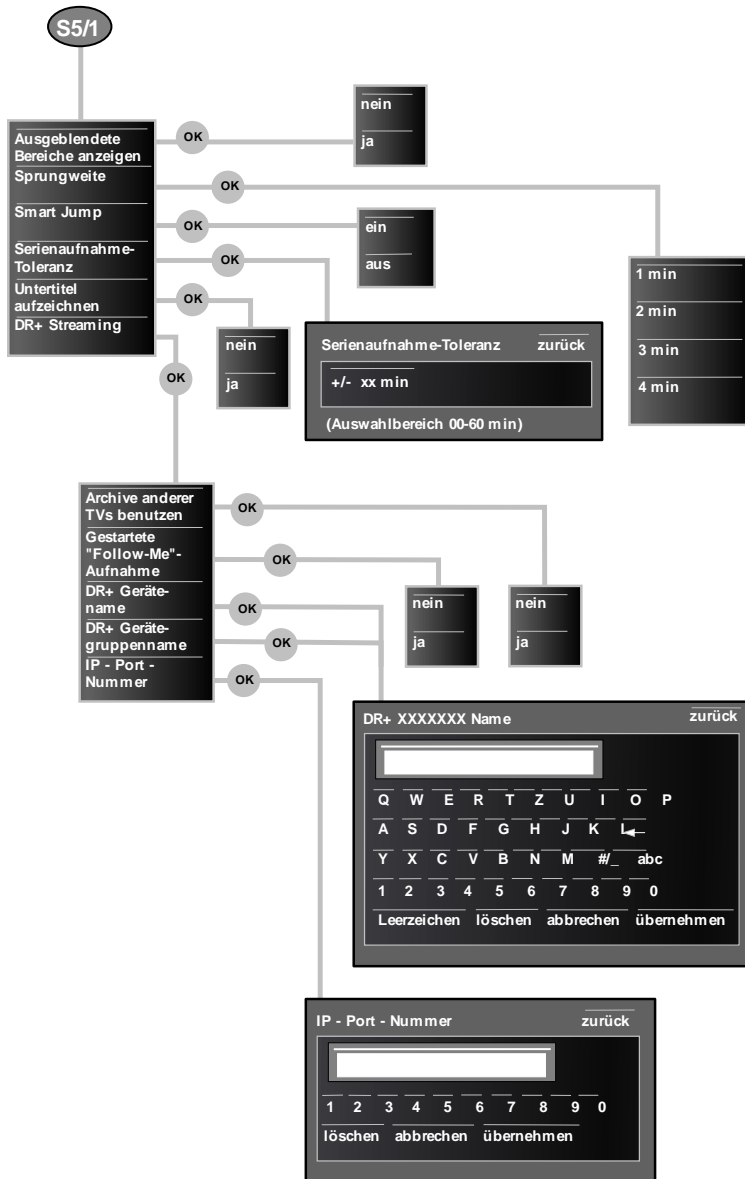 S5/1
nein
ja
Ausgeblendete
Bereiche anzeigen
OK
Sprungweite
OK
Smart Jump
OK
ein
aus
Serienaufnahme-
Toleranz
OK
1 min
2 min
3 min
4 min
Untertitel
aufzeichnen
OK
DR+ Streaming
OK
nein
ja
Serienaufnahme-Toleranz zurück
+/- xx min
(Auswahlbereich 00-60 min)
Archive anderer
TVs benutzen
OK
Gestartete
"Follow-Me"-
Aufnahme
OK
DR+ Geräte-
name
OK
DR+ Geräte-
gruppenname
OK
IP - Port -
Nummer
OK
nein
ja
nein
ja
DR+ XXXXXXX Name zurück
Q W E R T Z U I O P
A S D F G H J K L
Y X C V B N M #/_ abc
1 2 3 4 5 6 7 8 9 0
Leerzeichen löschen abbrechen übernehmen
IP - Port - Nummer zurück
1 2 3 4 5 6 7 8 9 0
löschen abbrechen übernehmen